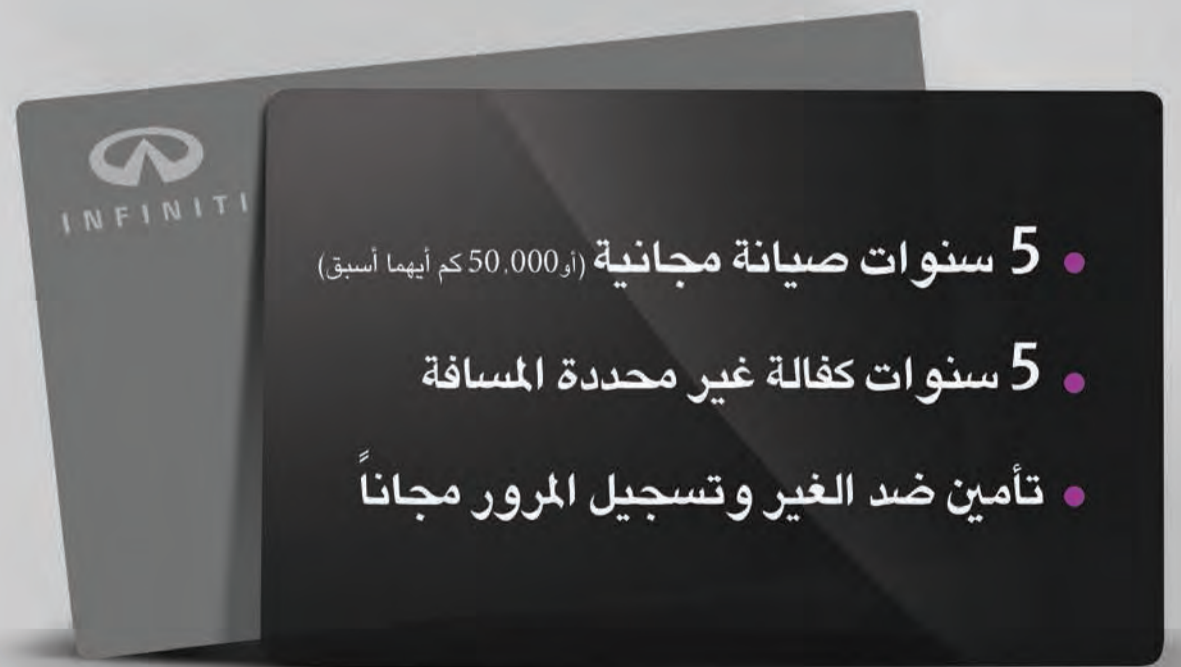 INFINITI
• 5 سنوات صيانة مجانية (أو 50,000 كم أيهما أسبق)
• 5 سنوات كفالة غير محددة المسافة
• تأمين ضد الغير وتسجيل المرور مجاناً